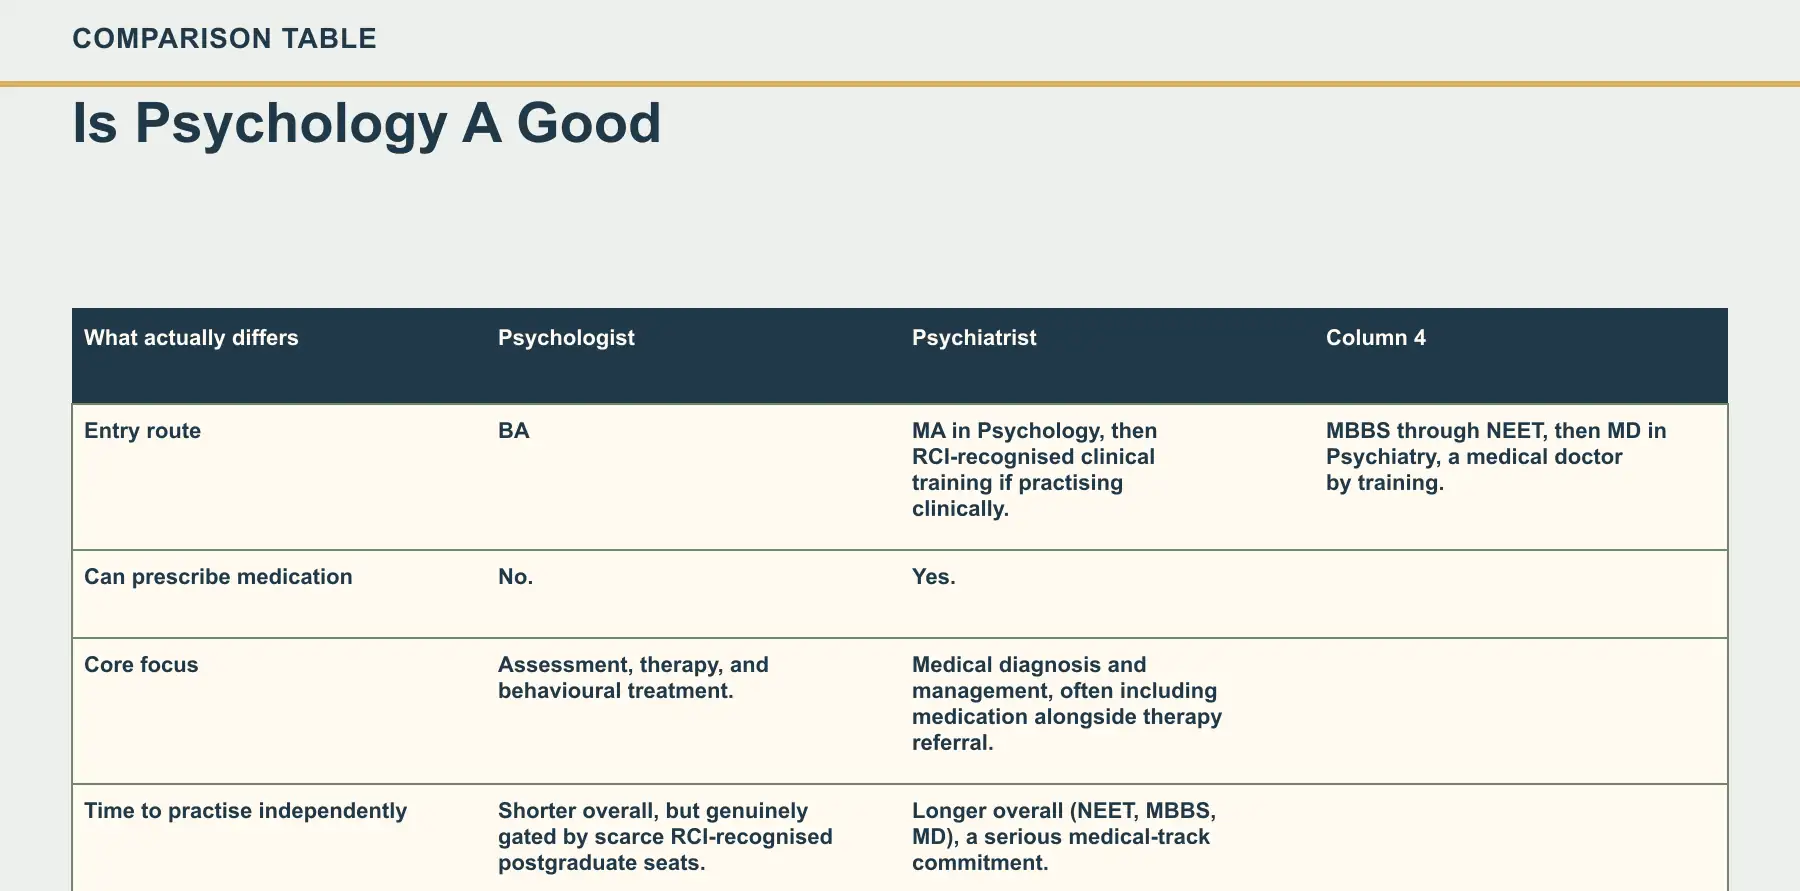 COMPARISON TABLE
Is Psychology A Good
What actually differs
Psychologist
Psychiatrist
Column 4
Entry route
BA
MA in Psychology, then
RCI-recognised clinical
training if practising
clinically.
MBBS through NEET, then MD in
Psychiatry, a medical doctor
by training.
Can prescribe medication
No.
Yes.
Core focus
Assessment, therapy, and
behavioural treatment.
Medical diagnosis and
management, often including
medication alongside therapy
referral.
Time to practise independently
Shorter overall, but genuinely
gated by scarce RCI-recognised
postgraduate seats.
Longer overall (NEET, MBBS,
MD), a serious medical-track
commitment.